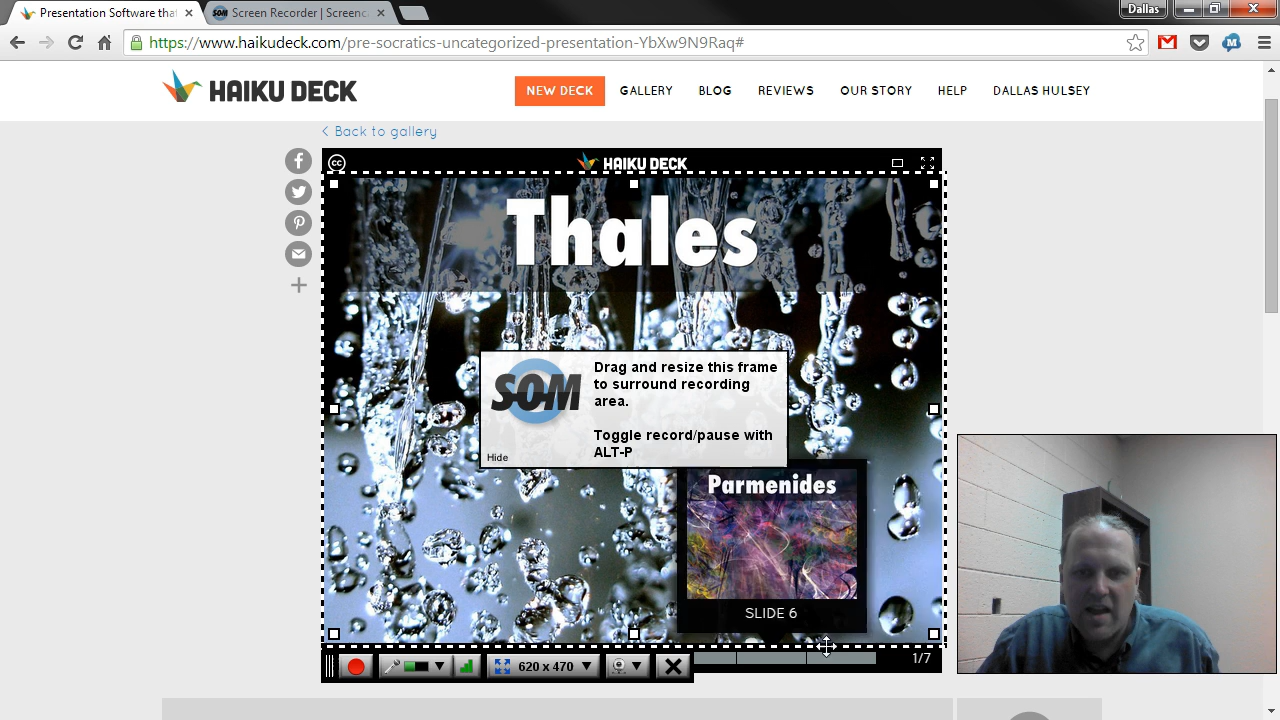 Presentation Software that
Screen Recorder | Screenc
Dallas
https://www.haikudeck.com/pre-socratics-uncategorized-presentation-YbXw9N9Raq#
HAIKU DECK
NEW DECK
GALLERY
BLOG
REVIEWS
OUR STORY
HELP
DALLAS HULSEY
< Back to gallery
cc
HAIKU DECK
Thales
SOM
Drag and resize this frame
to surround recording
area.
Toggle record/pause with
ALT-P
Hide
Parmenides
SLIDE 6
620 x 470
1/7